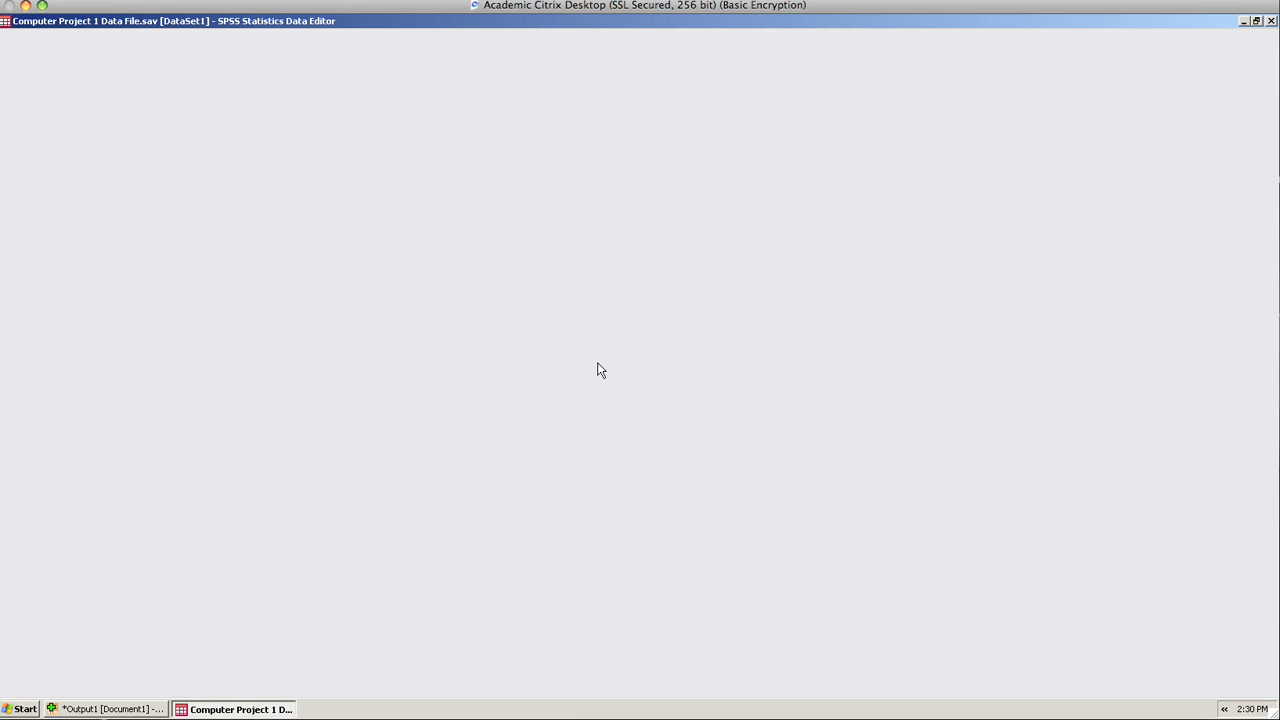 Academic Citrix Desktop (SSL Secured, 256 bit) (Basic Encryption)
Computer Project 1 Data File.sav [DataSet1] - SPSS Statistics Data Editor
Start
*Output1 [Document1] -...
Computer Project 1 D...
« 2:30 PM